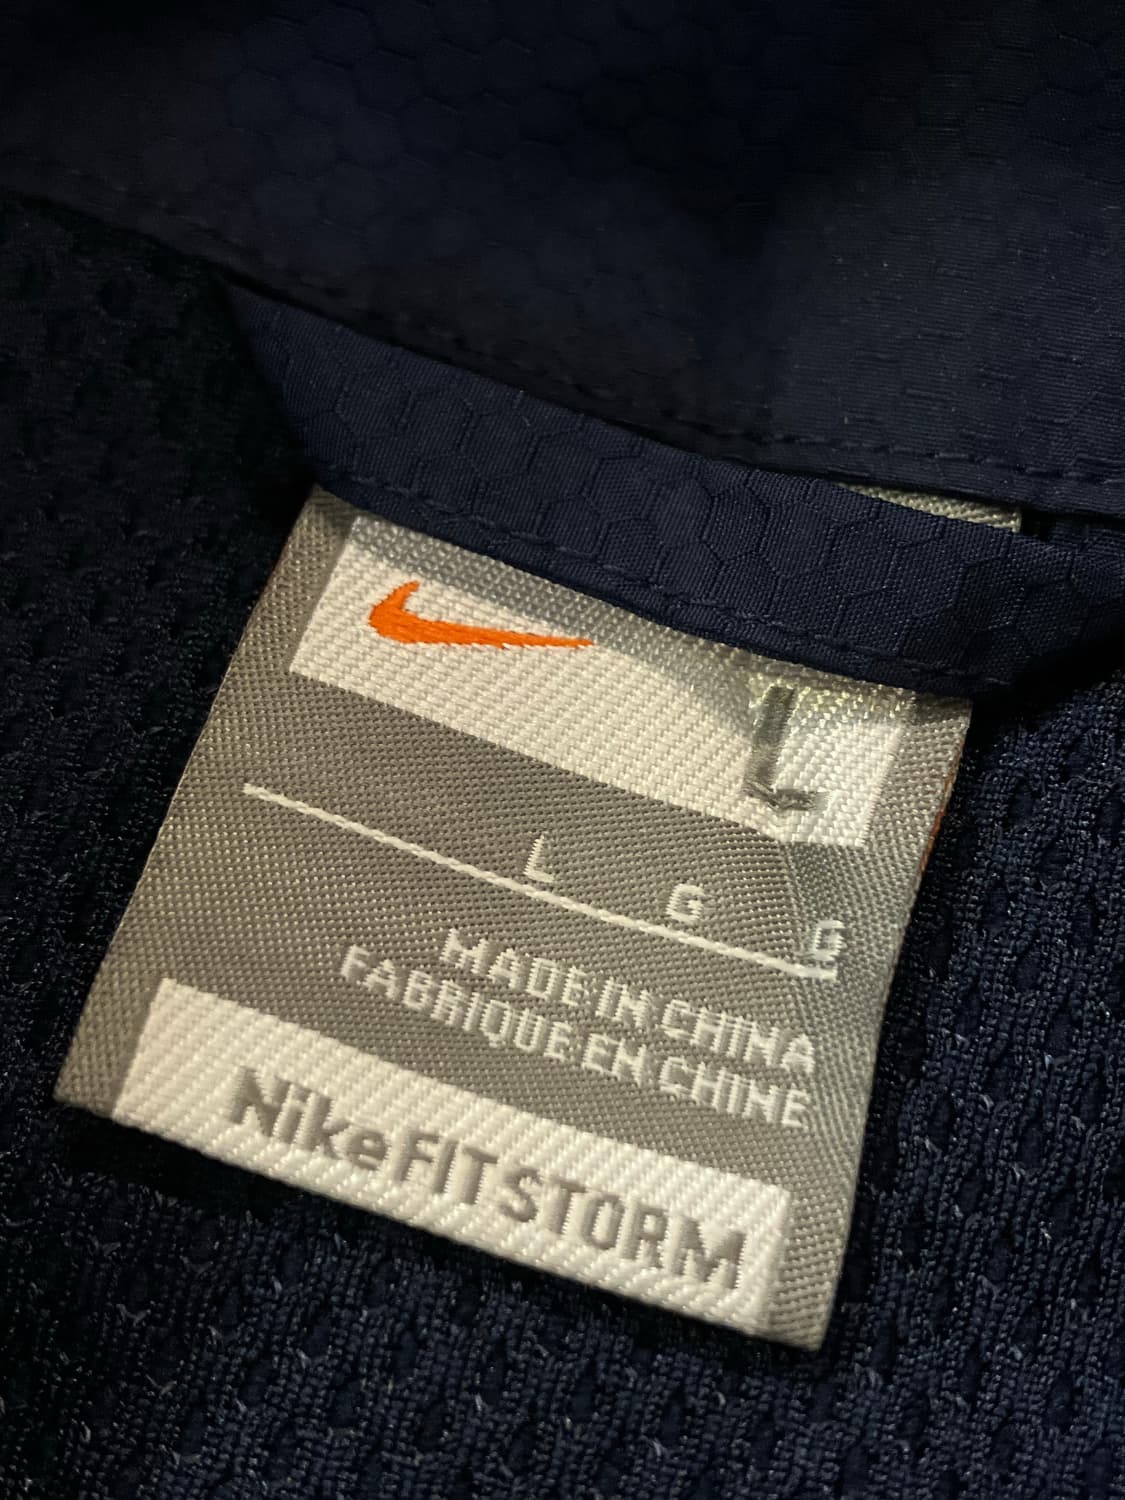 L
L G G
MADE IN CHINA
FABRIQUE EN CHINE
NikeFIT STORM